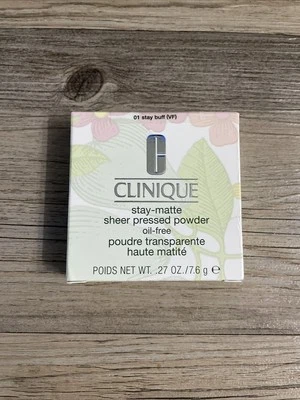 01 stay buff (VF)
C
CLINIQUE
stay-matte
sheer pressed powder
oil-free
poudre transparente
haute matité
POIDS NET WT. .27 OZ./7.6 g ℮